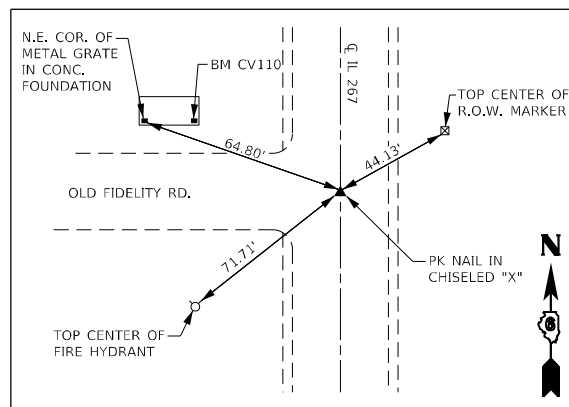 N.E. COR. OF
METAL GRATE
IN CONC.
FOUNDATION
BM CV110
℄ IL 267
TOP CENTER OF
R.O.W. MARKER
64.80'
44.13'
OLD FIDELITY RD.
71.71'
PK NAIL IN
CHISELED "X"
N
6
TOP CENTER OF
FIRE HYDRANT